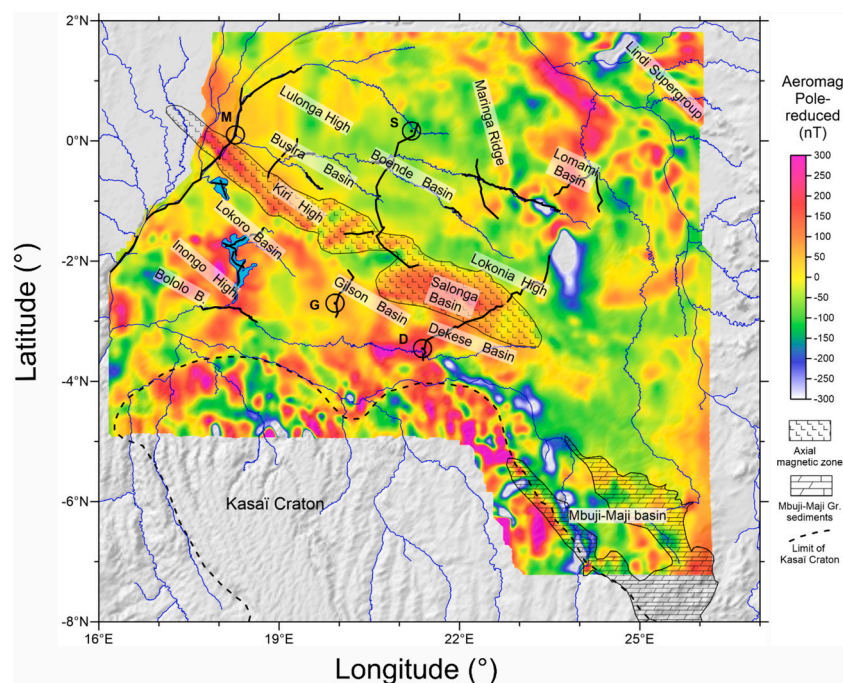 2°N
0°N
-2°N
-4°N
-6°N
-8°N
Latitude (°)
16°E
19°E
22°E
25°E
Longitude (°)
Lindi Supergroup
Lulonga High
M
S
Maringa Ridge
Busira Basin
Boende Basin
Lomami
Basin
Kiri High
Lokoro Basin
Inongo High
Bololo B.
Lokonia High
Salonga
Basin
Gilson Basin
G
Dekese Basin
D
Kasaï Craton
Mbuji-Maji basin
Aeromag
Pole-
reduced
(nT)
300
250
200
150
100
50
0
-50
-100
-150
-200
-250
-300
Axial
magnetic zone
Mbuji-Maji Gr.
sediments
Limit of
Kasaï Craton